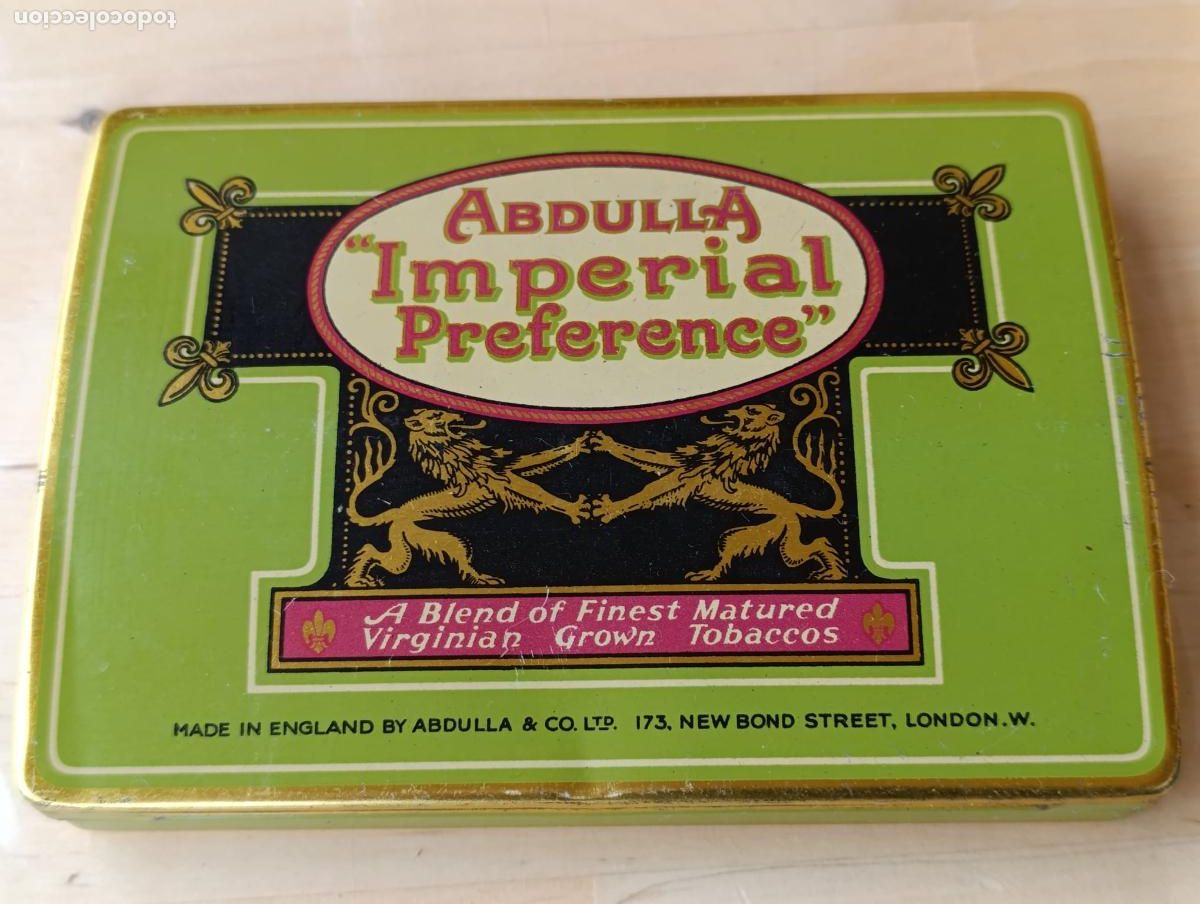 todocoleccion
ABDULLA
"Imperial
Preference"
A Blend of Finest Matured
Virginian Grown Tobaccos
MADE IN ENGLAND BY ABDULLA & CO. LTD. 173, NEW BOND STREET, LONDON.W.